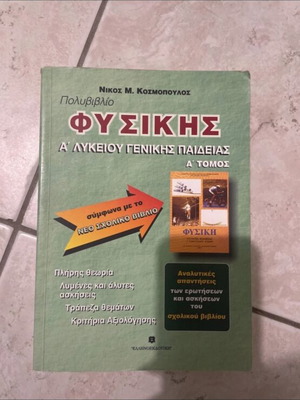 Νικος Μ. Κοσμοπουλος
Πολυβιβλίο
ΦΥΣΙΚΗΣ
Α΄ ΛΥΚΕΙΟΥ ΓΕΝΙΚΗΣ ΠΑΙΔΕΙΑΣ
Α΄ ΤΟΜΟΣ
σύμφωνα με το
ΝΕΟ ΣΧΟΛΙΚΟ ΒΙΒΛΙΟ
ΦΥΣΙΚΗ
Πλήρης θεωρία
Λυμένες και άλυτες
ασκήσεις
Τράπεζα θεμάτων
Κριτήρια Αξιολόγησης
Αναλυτικές
απαντήσεις
των ερωτήσεων
και ασκήσεων
του
σχολικού βιβλίου